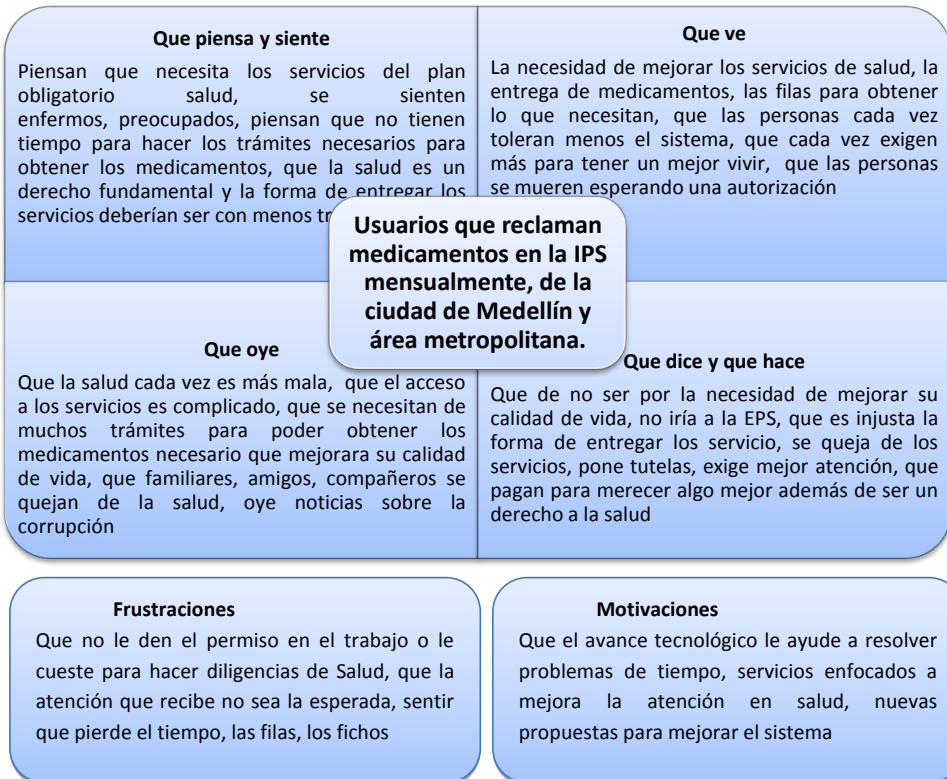 Que piensa y siente
Piensan que necesita los servicios del plan
obligatorio salud, se sienten
enfermos, preocupados, piensan que no tienen
tiempo para hacer los trámites necesarios para
obtener los medicamentos, que la salud es un
derecho fundamental y la forma de entregar los
servicios deberían ser con menos
Que ve
La necesidad de mejorar los servicios de salud, la
entrega de medicamentos, las filas para obtener
lo que necesitan, que las personas cada vez
toleran menos el sistema, que cada vez exigen
más para tener un mejor vivir, que las personas
se mueren esperando una autorización
Usuarios que reclaman
medicamentos en la IPS
mensualmente, de la
ciudad de Medellín y
área metropolitana.
Que oye
Que la salud cada vez es más mala, que el acceso
a los servicios es complicado, que se necesitan de
muchos trámites para poder obtener los
medicamentos necesario que mejorara su calidad
de vida, que familiares, amigos, compañeros se
quejan de la salud, oye noticias sobre la
corrupción
Que dice y que hace
Que de no ser por la necesidad de mejorar su
calidad de vida, no iría a la EPS, que es injusta la
forma de entregar los servicio, se queja de los
servicios, pone tutelas, exige mejor atención, que
pagan para merecer algo mejor además de ser un
derecho a la salud
Frustraciones
Que no le den el permiso en el trabajo o le
cueste para hacer diligencias de Salud, que la
atención que recibe no sea la esperada, sentir
que pierde el tiempo, las filas, los fichos
Motivaciones
Que el avance tecnológico le ayude a resolver
problemas de tiempo, servicios enfocados a
mejora la atención en salud, nuevas
propuestas para mejorar el sistema